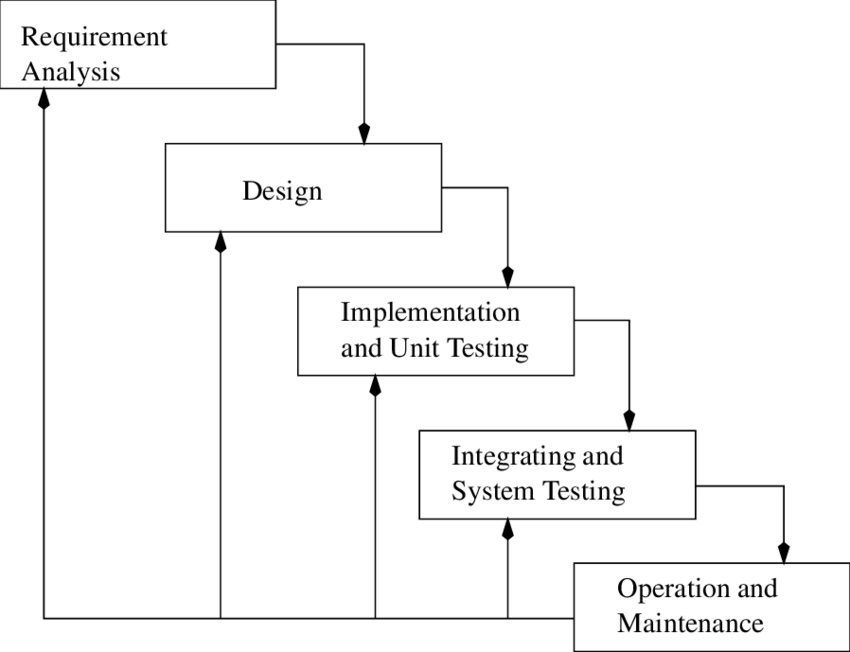 Requirement
Analysis
Design
Implementation
and Unit Testing
Integrating and
System Testing
Operation and
Maintenance